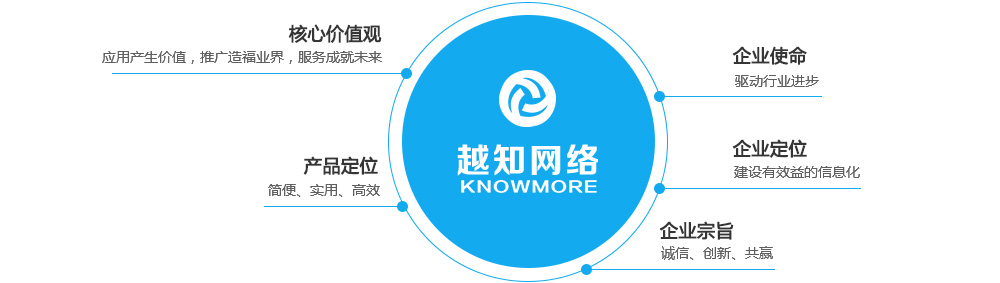 核心价值观
应用产生价值，推广造福业界，服务成就未来
产品定位
简便、实用、高效
越知网络
KNOWMORE
企业使命
驱动行业进步
企业定位
建设有效益的信息化
企业宗旨
诚信、创新、共赢